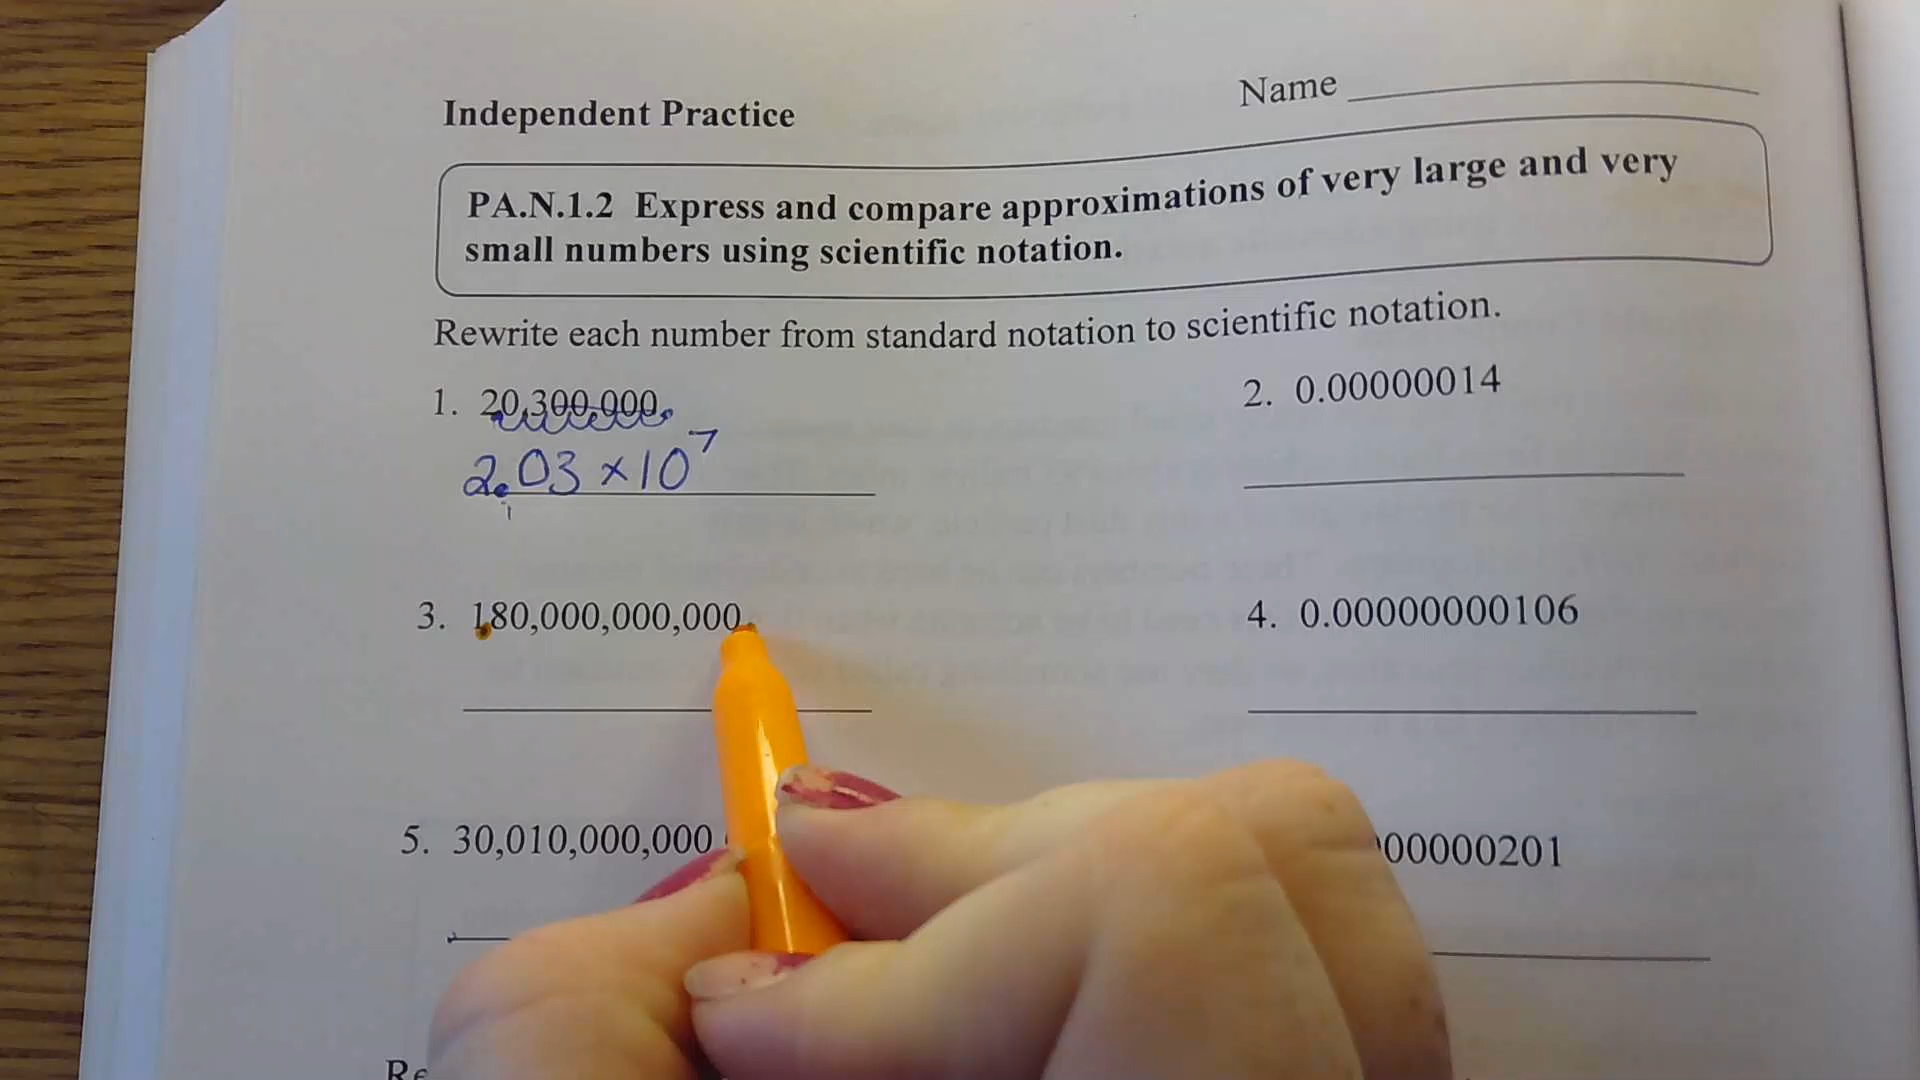 Independent Practice
Name
PA.N.1.2 Express and compare approximations of very large and very
small numbers using scientific notation.
Rewrite each number from standard notation to scientific notation.
1. 20,300,000.
2.03 x 10^7
2. 0.00000014
3. 180,000,000,000.
4. 0.00000000106
5. 30,010,000,000
00000201